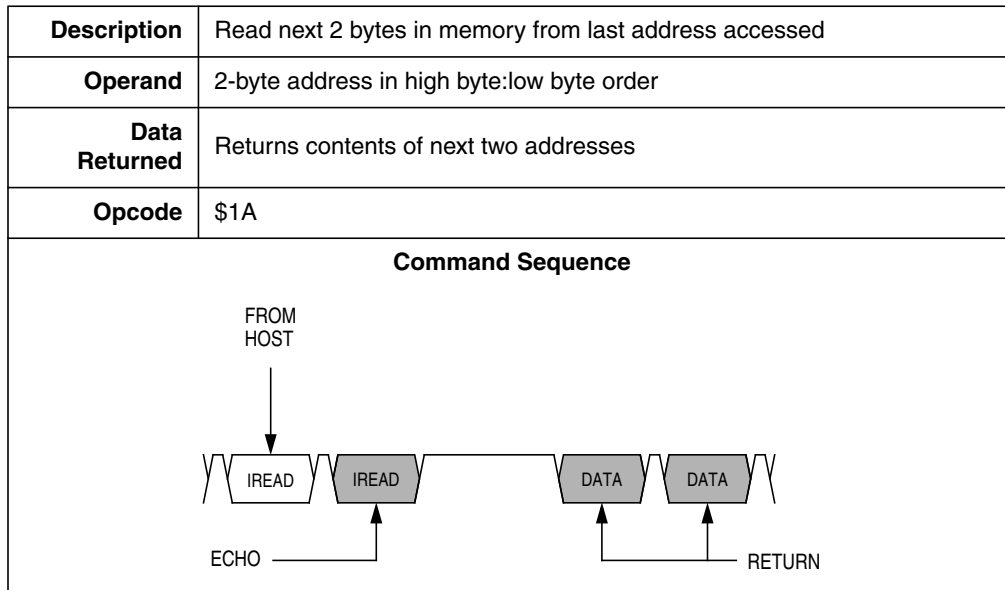 Description Read next 2 bytes in memory from last address accessed
Operand 2-byte address in high byte:low byte order
Data
Returned Returns contents of next two addresses
Opcode $1A
Command Sequence
FROM
HOST
IREAD IREAD DATA DATA
ECHO RETURN